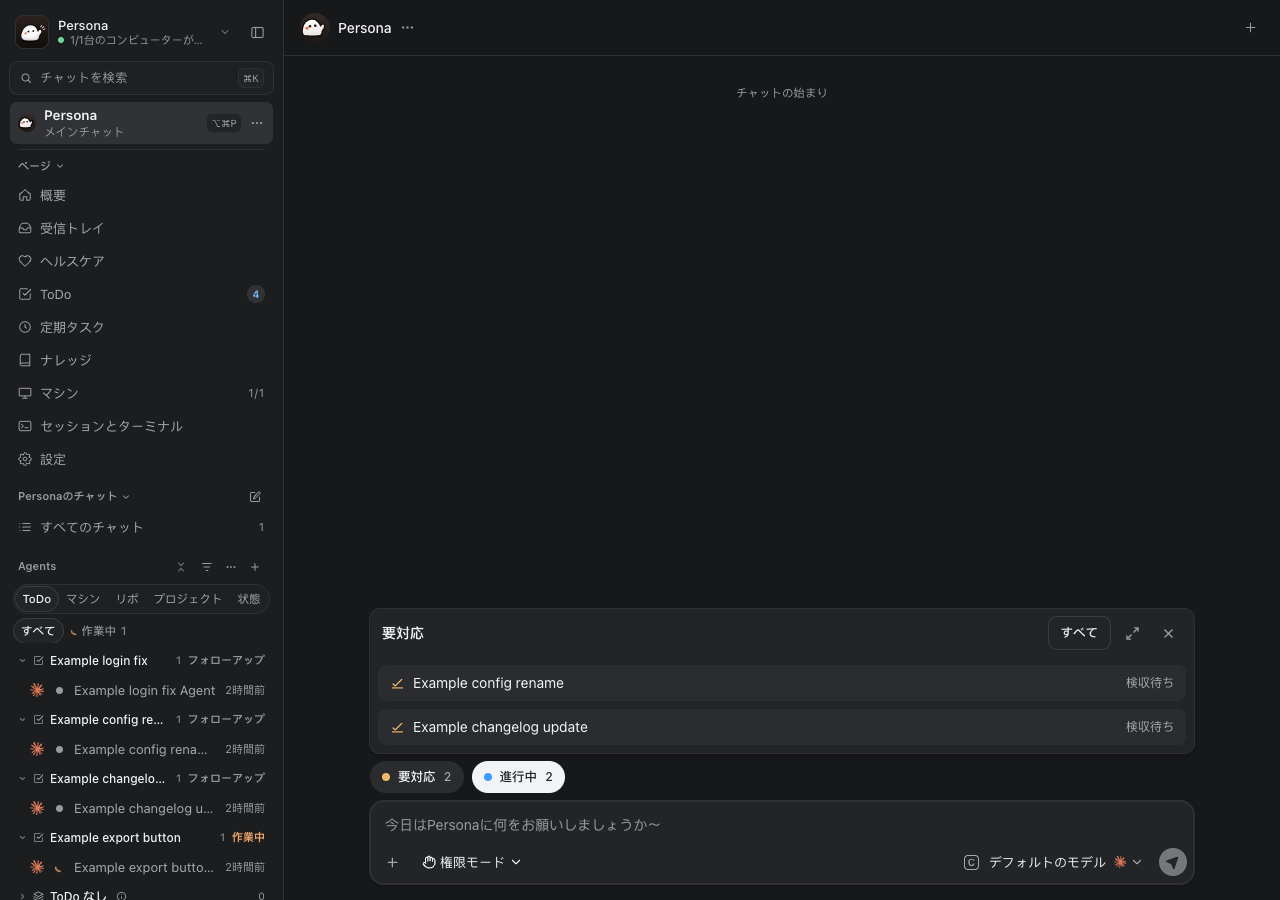 Persona
1/1台のコンピューターが...
チャットを検索 ⌘K
Persona
メインチャット ⌥⌘P
ページ
概要
受信トレイ
ヘルスケア
ToDo 4
定期タスク
ナレッジ
マシン 1/1
セッションとターミナル
設定
Personaのチャット
すべてのチャット 1
Agents
ToDo マシン リポ プロジェクト 状態
すべて 作業中 1
Example login fix 1 フォローアップ
Example login fix Agent 2時間前
Example config re... 1 フォローアップ
Example config rena... 2時間前
Example changelo... 1 フォローアップ
Example changelog u... 2時間前
Example export button 1 作業中
Example export butto... 2時間前
ToDo なし 0
Persona
チャットの始まり
要対応 すべて
Example config rename 検収待ち
Example changelog update 検収待ち
要対応 2 進行中 2
今日はPersonaに何をお願いしましょうか〜
権限モード C デフォルトのモデル